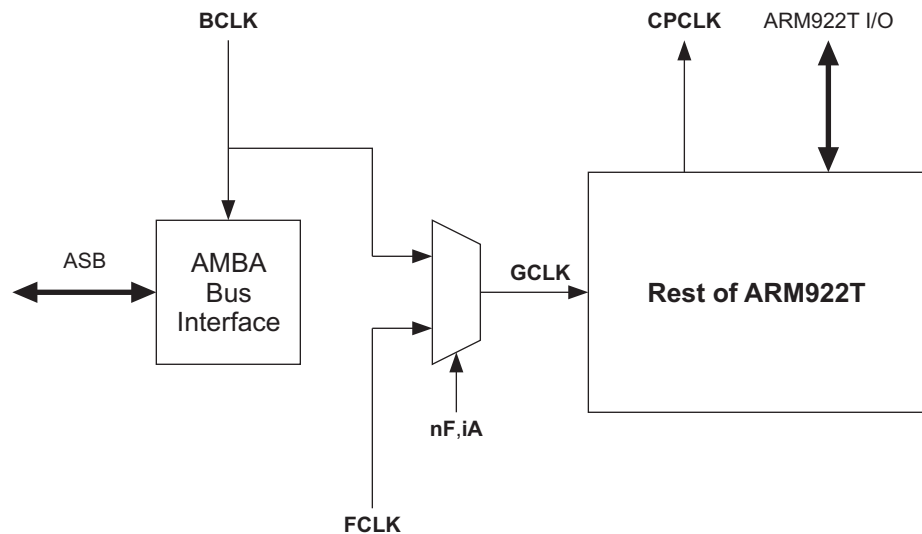 BCLK
CPCLK
ARM922T I/O
ASB
AMBA
Bus
Interface
GCLK
Rest of ARM922T
nF,iA
FCLK